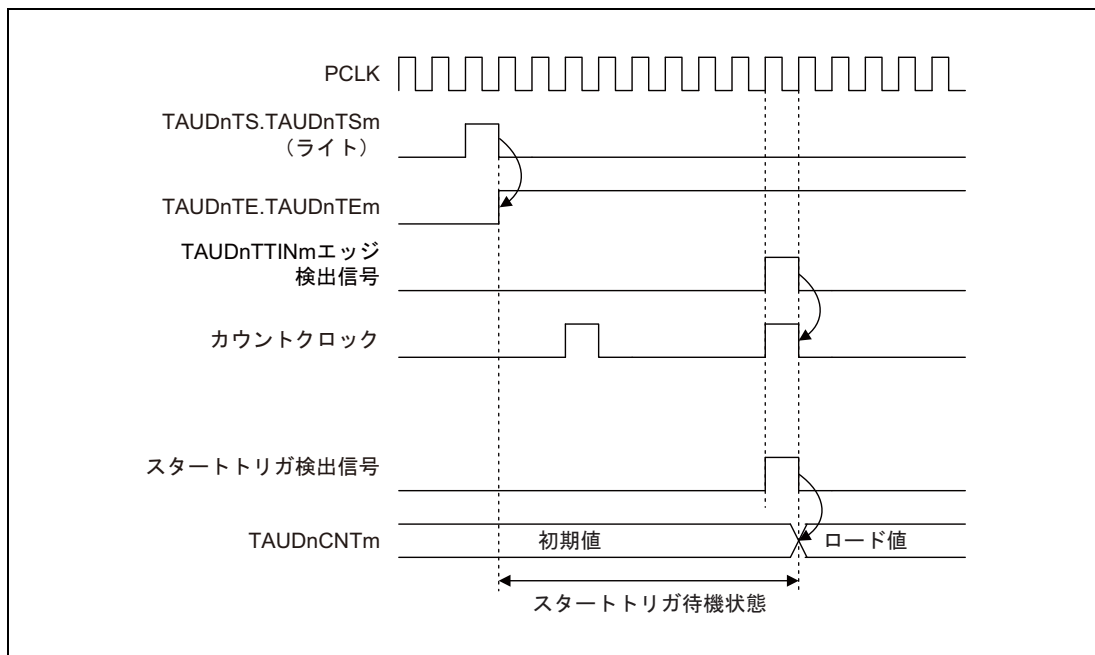 PCLK
TAUDnTS.TAUDnTSm
（ライト）
TAUDnTE.TAUDnTEm
TAUDnTTINmエッジ
検出信号
カウントクロック
スタートトリガ検出信号
TAUDnCNTm
初期値
ロード値
スタートトリガ待機状態